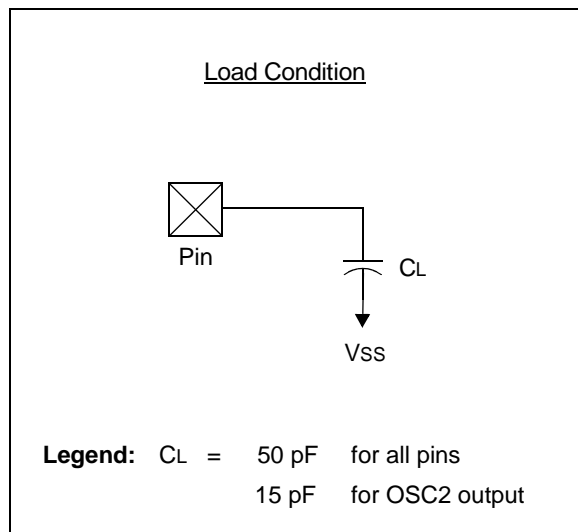 Load Condition
Pin
CL
VSS
Legend: CL = 50 pF for all pins
15 pF for OSC2 output